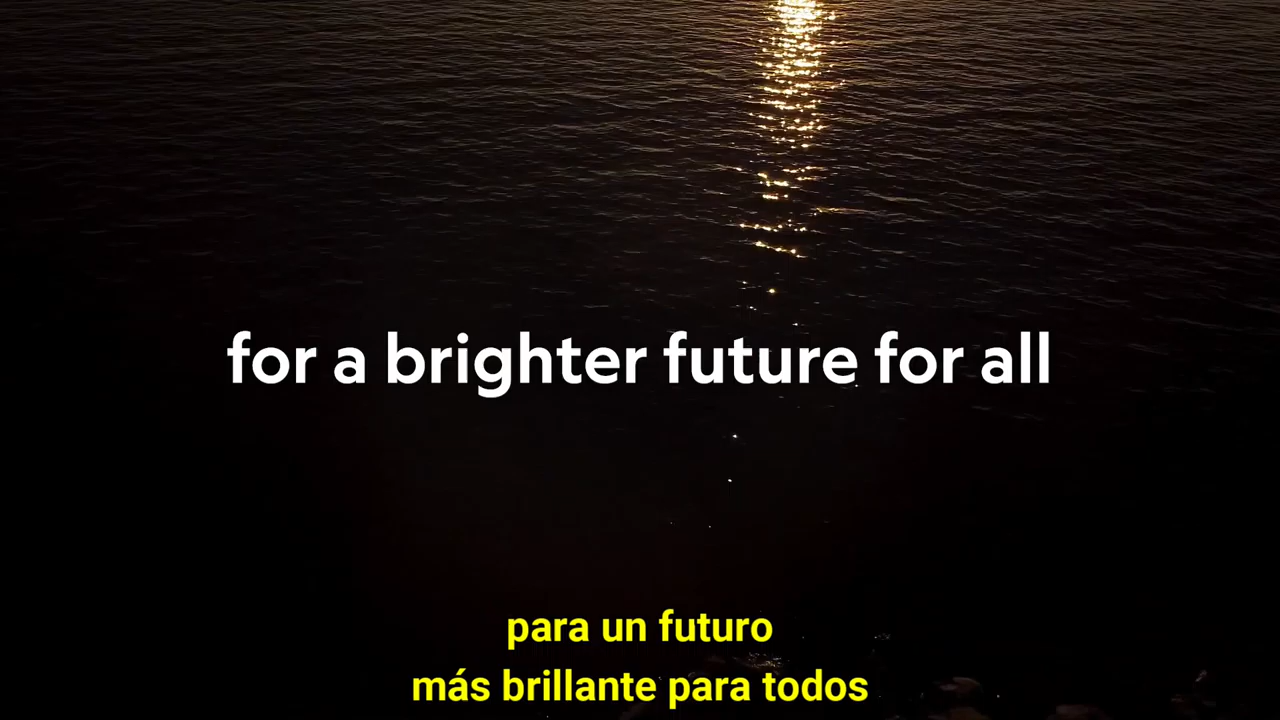 for a brighter future for all
para un futuro
más brillante para todos